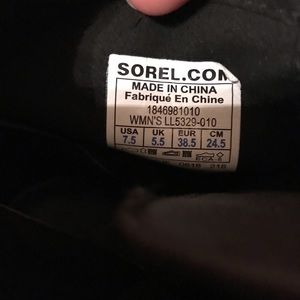 SOREL.COM
MADE IN CHINA
Fabriqué En Chine
1846981010
WMN'S LL5329-010
USA UK EUR CM
7.5 5.5 38.5 24.5